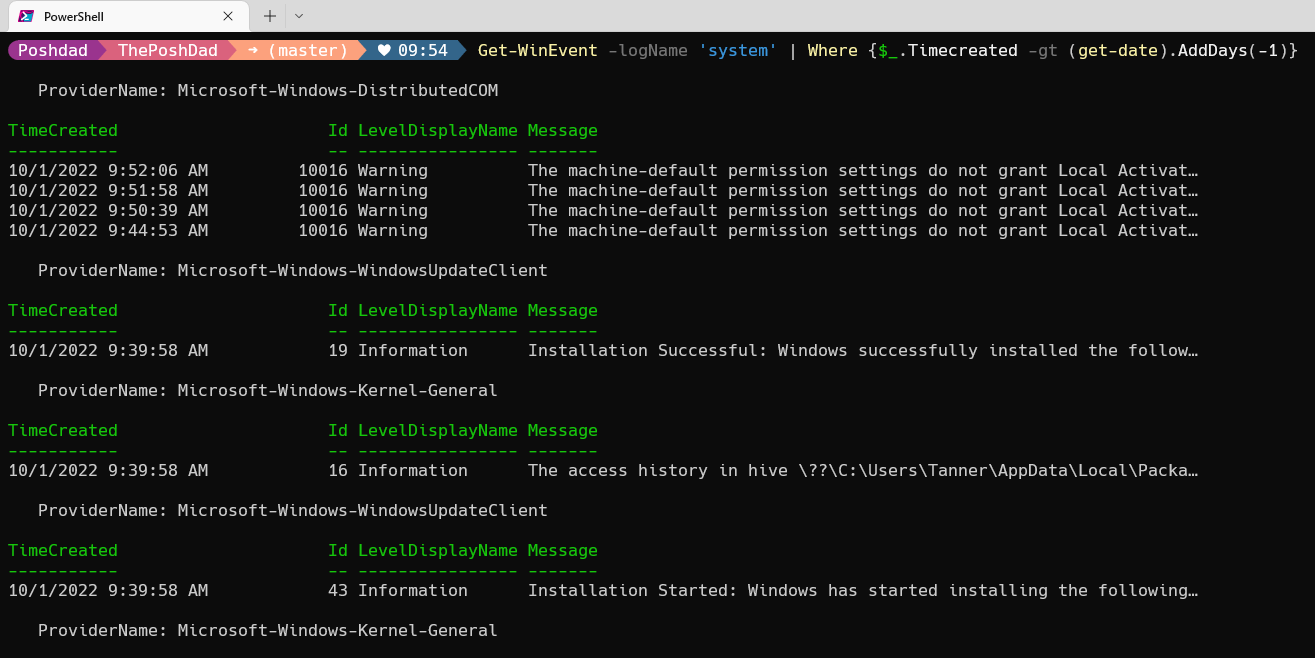 PowerShell
Poshdad ThePoshDad ➜ (master) ♥ 09:54 Get-WinEvent -logName 'system' | Where {$_.Timecreated -gt (get-date).AddDays(-1)}
ProviderName: Microsoft-Windows-DistributedCOM
TimeCreated Id LevelDisplayName Message
----------- -- ---------------- -------
10/1/2022 9:52:06 AM 10016 Warning The machine-default permission settings do not grant Local Activat…
10/1/2022 9:51:58 AM 10016 Warning The machine-default permission settings do not grant Local Activat…
10/1/2022 9:50:39 AM 10016 Warning The machine-default permission settings do not grant Local Activat…
10/1/2022 9:44:53 AM 10016 Warning The machine-default permission settings do not grant Local Activat…
ProviderName: Microsoft-Windows-WindowsUpdateClient
TimeCreated Id LevelDisplayName Message
----------- -- ---------------- -------
10/1/2022 9:39:58 AM 19 Information Installation Successful: Windows successfully installed the follow…
ProviderName: Microsoft-Windows-Kernel-General
TimeCreated Id LevelDisplayName Message
----------- -- ---------------- -------
10/1/2022 9:39:58 AM 16 Information The access history in hive \??\C:\Users\Tanner\AppData\Local\Packa…
ProviderName: Microsoft-Windows-WindowsUpdateClient
TimeCreated Id LevelDisplayName Message
----------- -- ---------------- -------
10/1/2022 9:39:58 AM 43 Information Installation Started: Windows has started installing the following…
ProviderName: Microsoft-Windows-Kernel-General